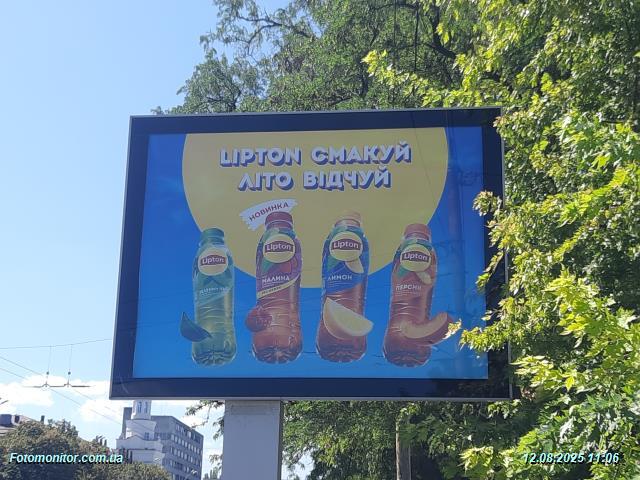 LIPTON СМАКУЙ
ЛІТО ВІДЧУЙ
НОВИНКА
Lipton
Lipton
Lipton
Lipton
МАЛИНА
ЛИМОН
ПЕРСИК
Fotomonitor.com.ua
12.08.2025 11:06